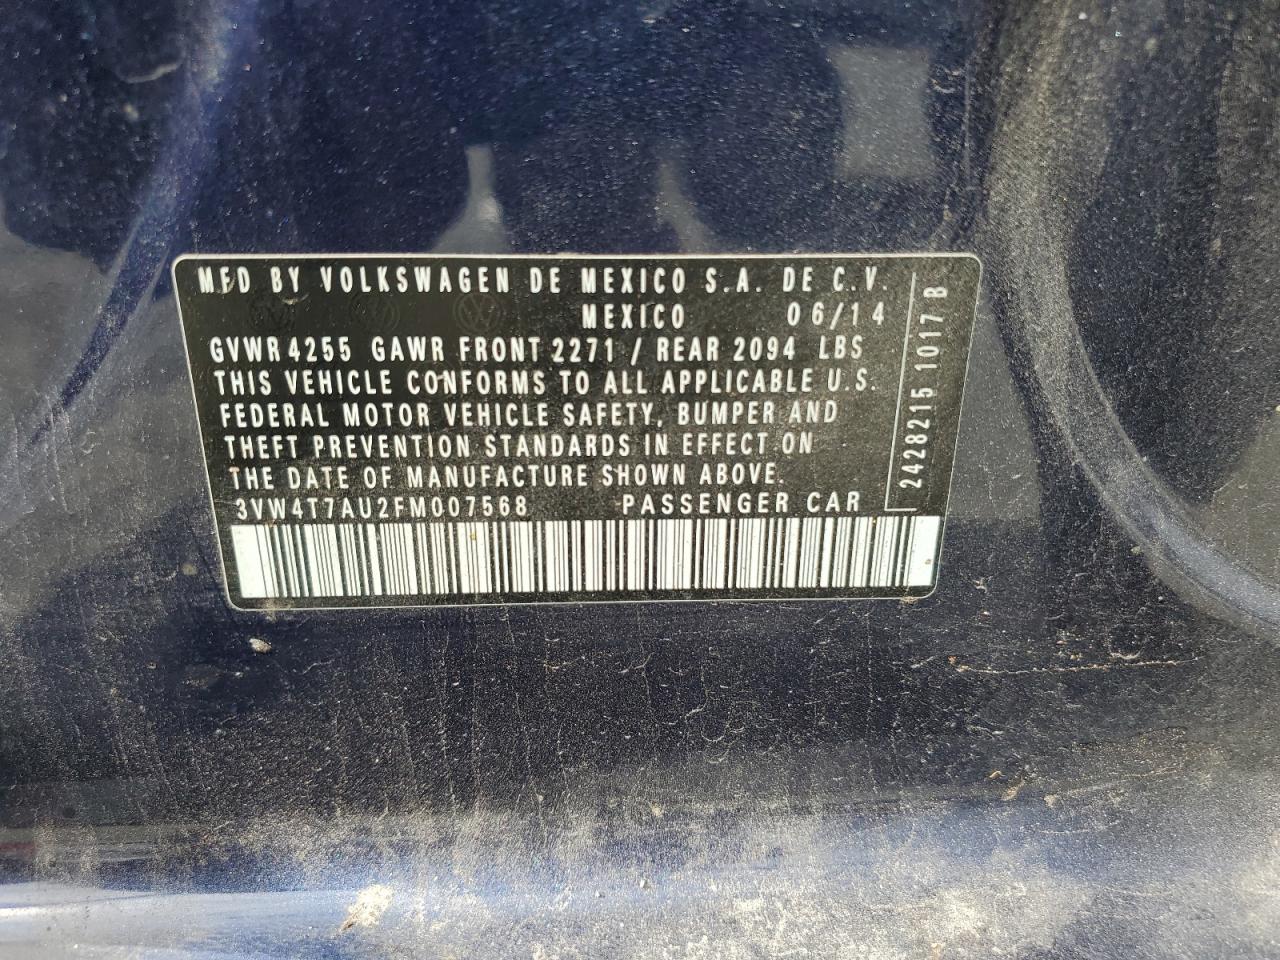 MFD BY VOLKSWAGEN DE MEXICO S.A. DE C.V.
MEXICO 06/14
GVWR 4255 GAWR FRONT 2271 / REAR 2094 LBS
THIS VEHICLE CONFORMS TO ALL APPLICABLE U.S.
FEDERAL MOTOR VEHICLE SAFETY, BUMPER AND
THEFT PREVENTION STANDARDS IN EFFECT ON
THE DATE OF MANUFACTURE SHOWN ABOVE.
3VW4T7AU2FM007568 PASSENGER CAR
2428215 1017 B